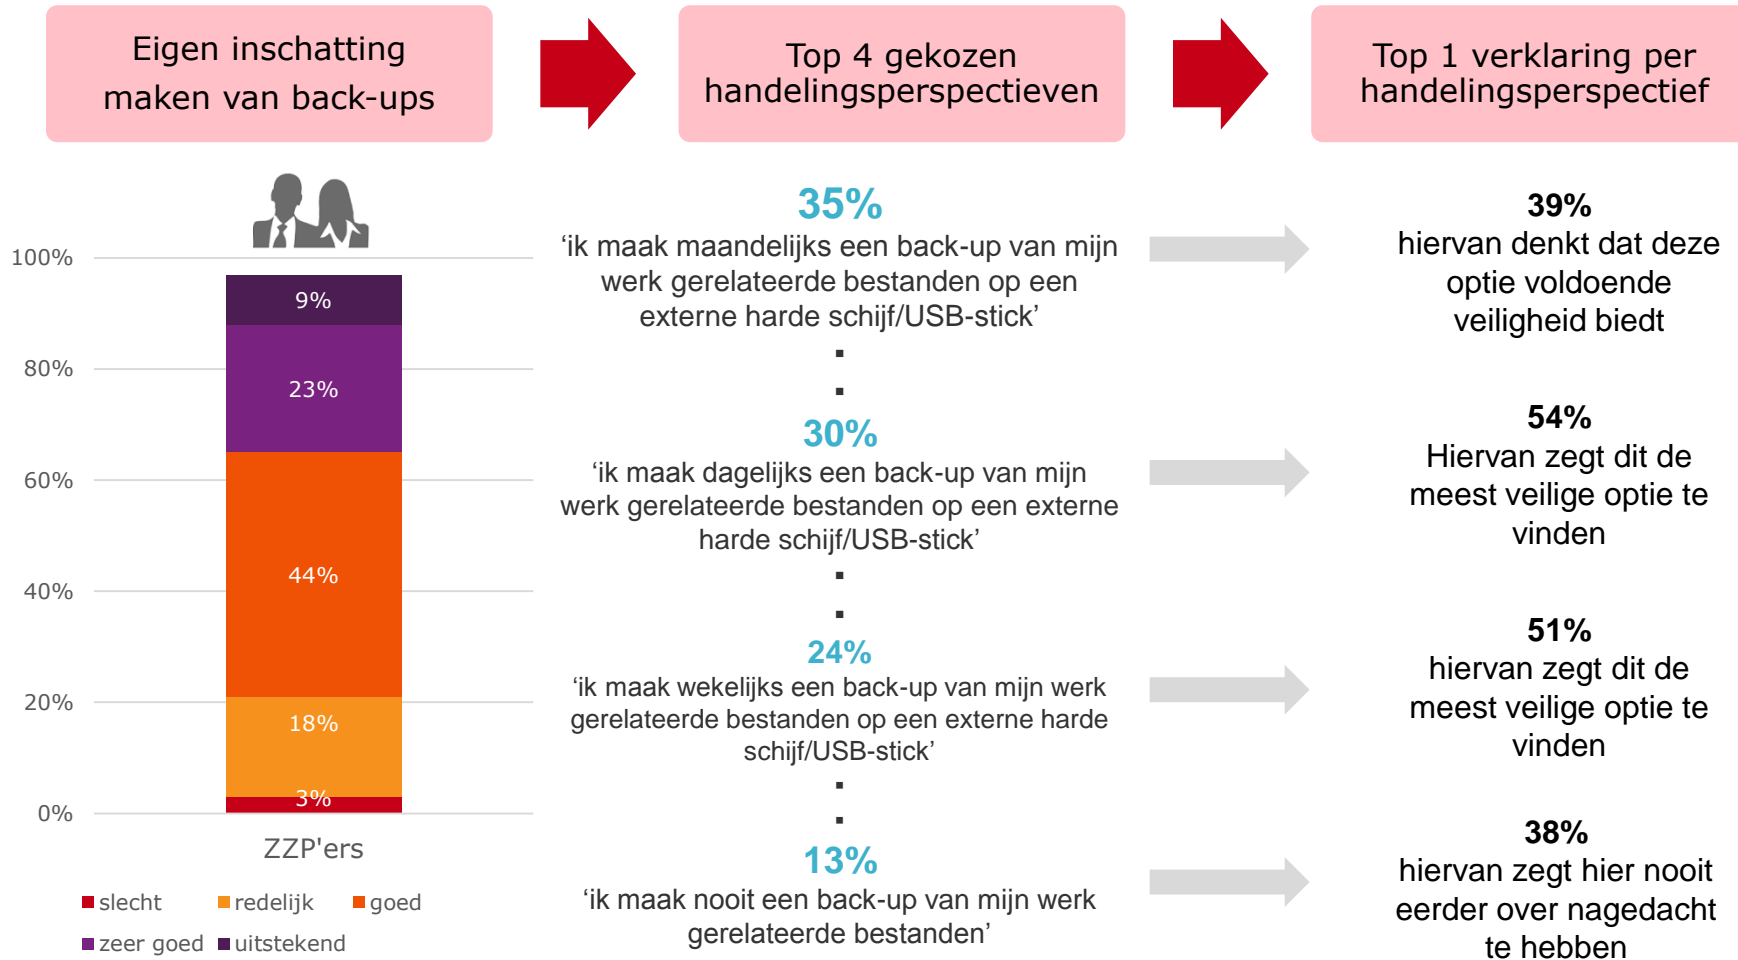 Eigen inschatting
maken van back-ups
Top 4 gekozen
handelingsperspectieven
Top 1 verklaring per
handelingsperspectief
100%
80%
60%
40%
20%
0%
9%
23%
44%
18%
3%
ZZP'ers
slecht
redelijk
goed
zeer goed
uitstekend
35%
‘ik maak maandelijks een back-up van mijn
werk gerelateerde bestanden op een
externe harde schijf/USB-stick’
30%
‘ik maak dagelijks een back-up van mijn
werk gerelateerde bestanden op een externe
harde schijf/USB-stick’
24%
‘ik maak wekelijks een back-up van mijn werk
gerelateerde bestanden op een externe harde
schijf/USB-stick’
13%
‘ik maak nooit een back-up van mijn werk
gerelateerde bestanden’
39%
hiervan denkt dat deze
optie voldoende
veiligheid biedt
54%
Hiervan zegt dit de
meest veilige optie te
vinden
51%
hiervan zegt dit de
meest veilige optie te
vinden
38%
hiervan zegt hier nooit
eerder over nagedacht
te hebben